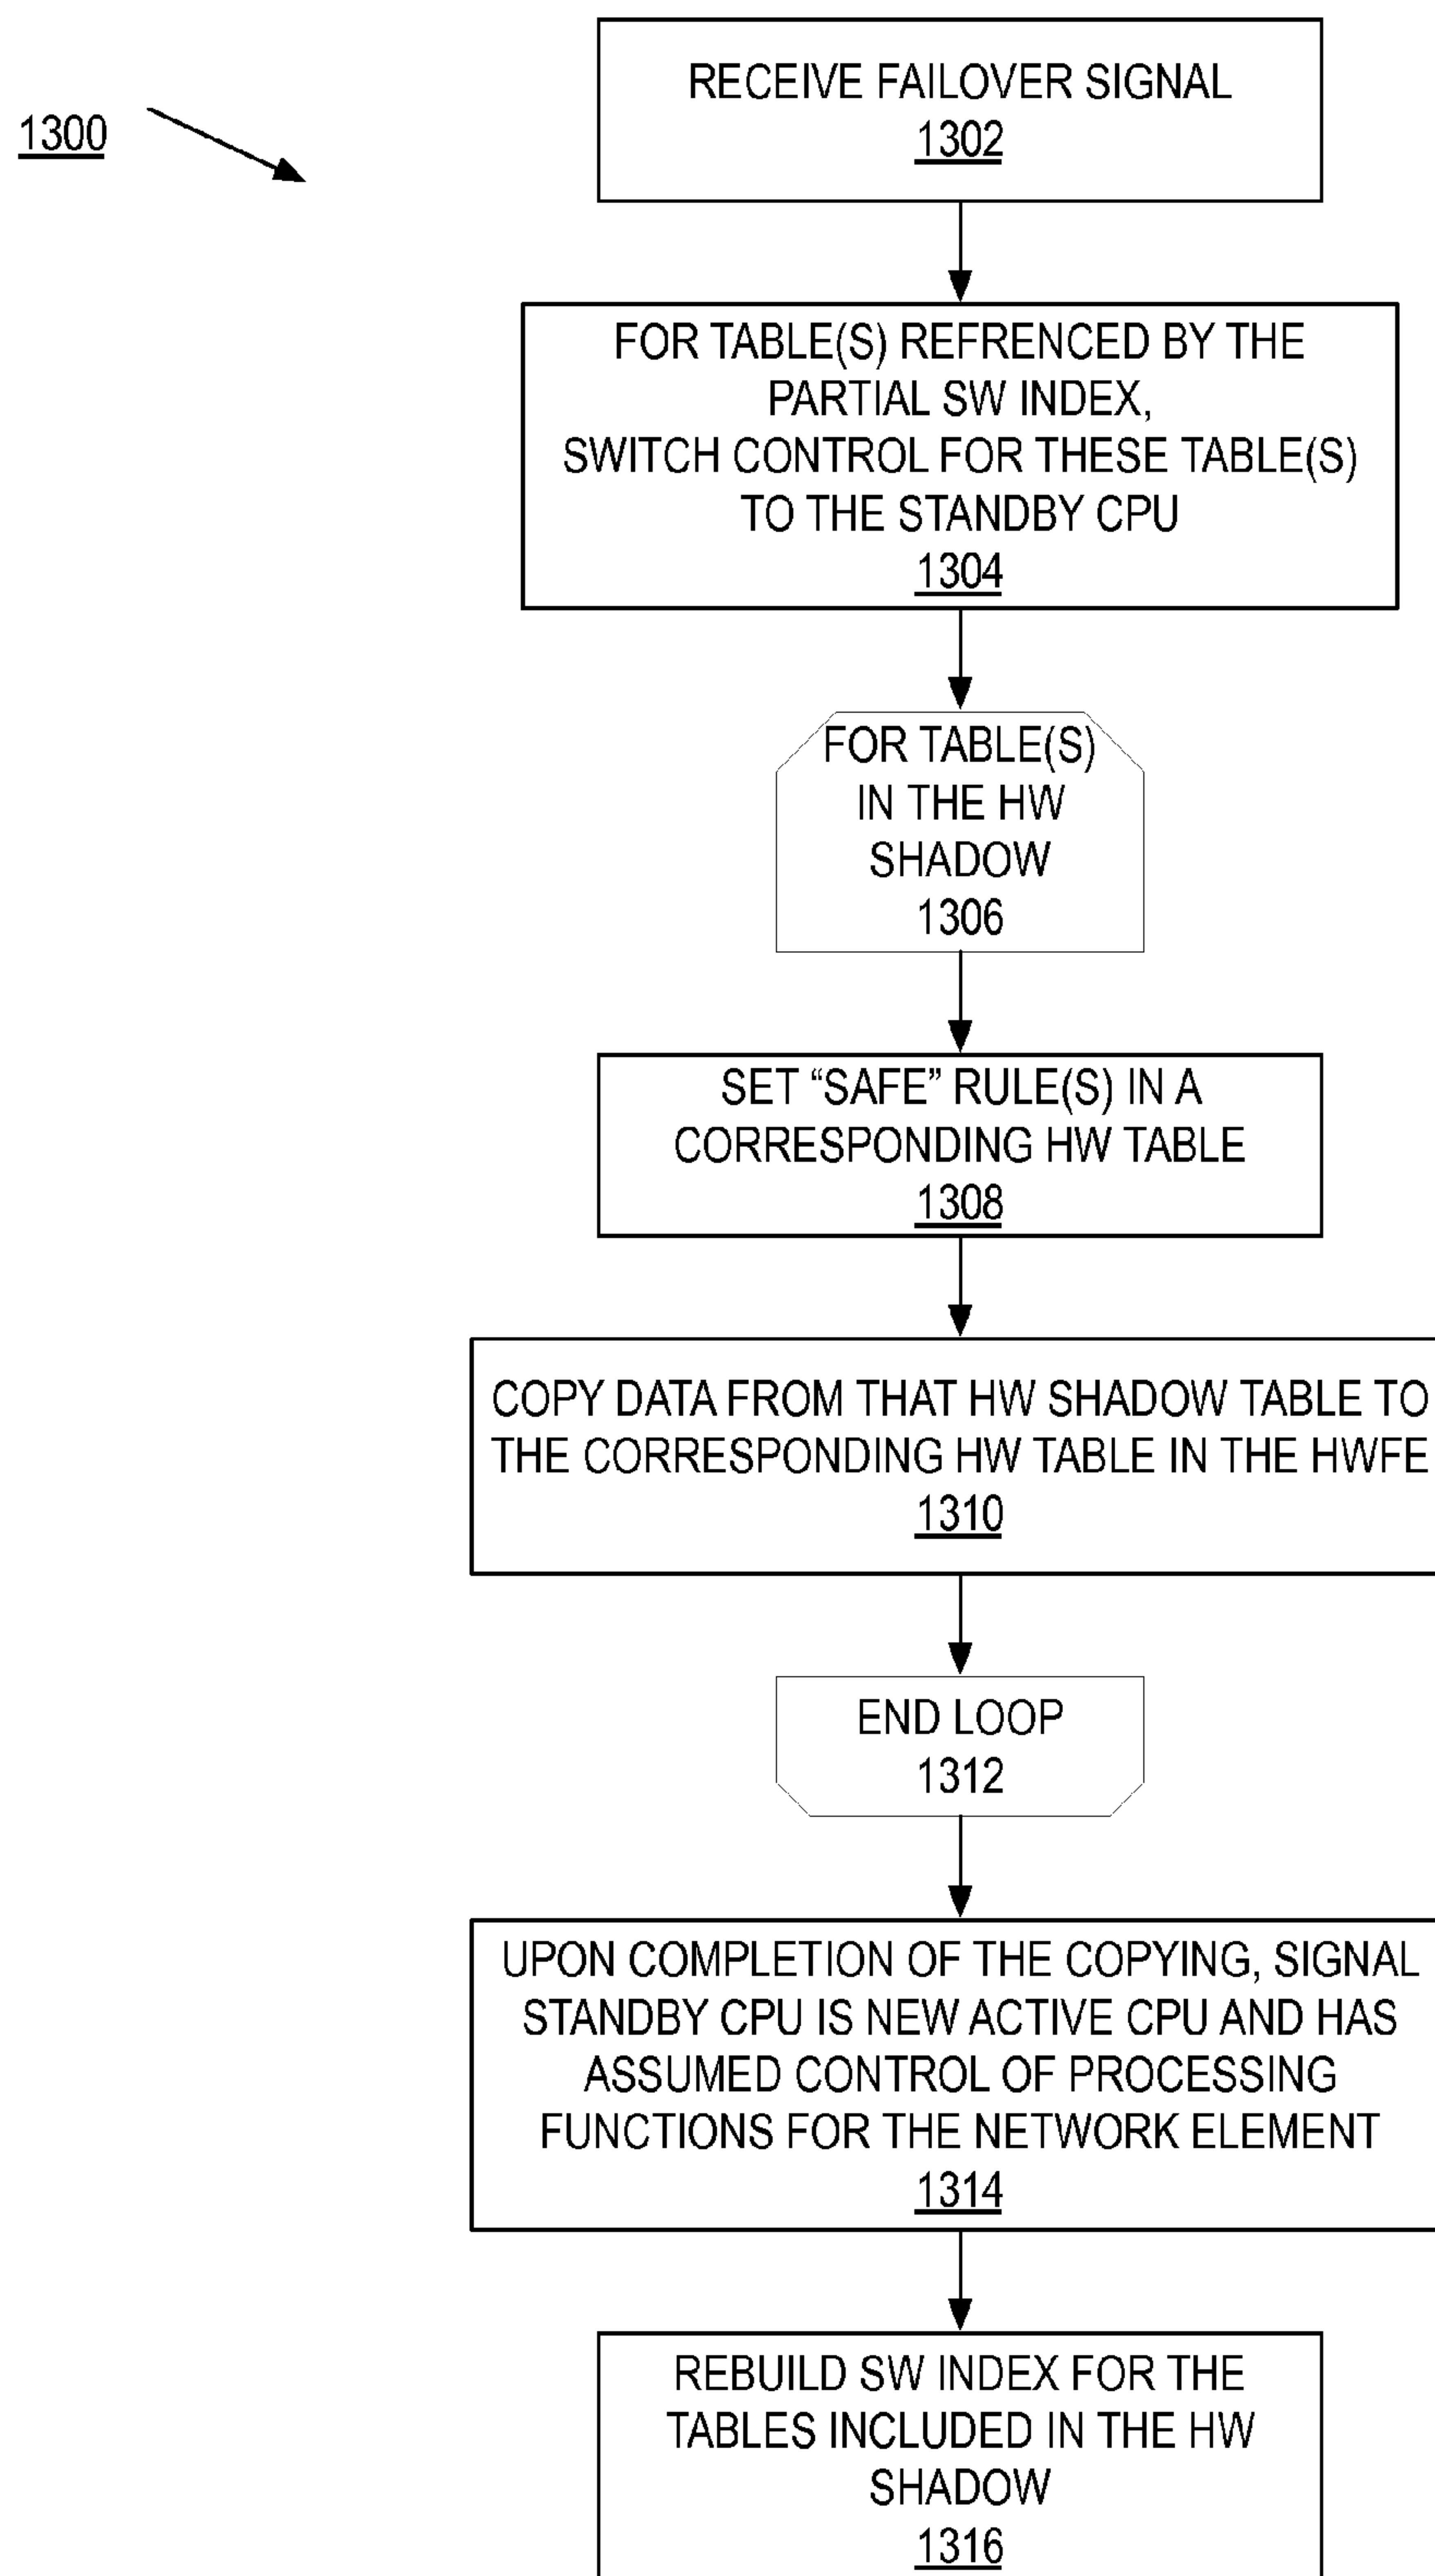 1300
RECEIVE FAILOVER SIGNAL
1302
FOR TABLE(S) REFRENCED BY THE
PARTIAL SW INDEX,
SWITCH CONTROL FOR THESE TABLE(S)
TO THE STANDBY CPU
1304
FOR TABLE(S)
IN THE HW
SHADOW
1306
SET “SAFE” RULE(S) IN A
CORRESPONDING HW TABLE
1308
COPY DATA FROM THAT HW SHADOW TABLE TO
THE CORRESPONDING HW TABLE IN THE HWFE
1310
END LOOP
1312
UPON COMPLETION OF THE COPYING, SIGNAL
STANDBY CPU IS NEW ACTIVE CPU AND HAS
ASSUMED CONTROL OF PROCESSING
FUNCTIONS FOR THE NETWORK ELEMENT
1314
REBUILD SW INDEX FOR THE
TABLES INCLUDED IN THE HW
SHADOW
1316